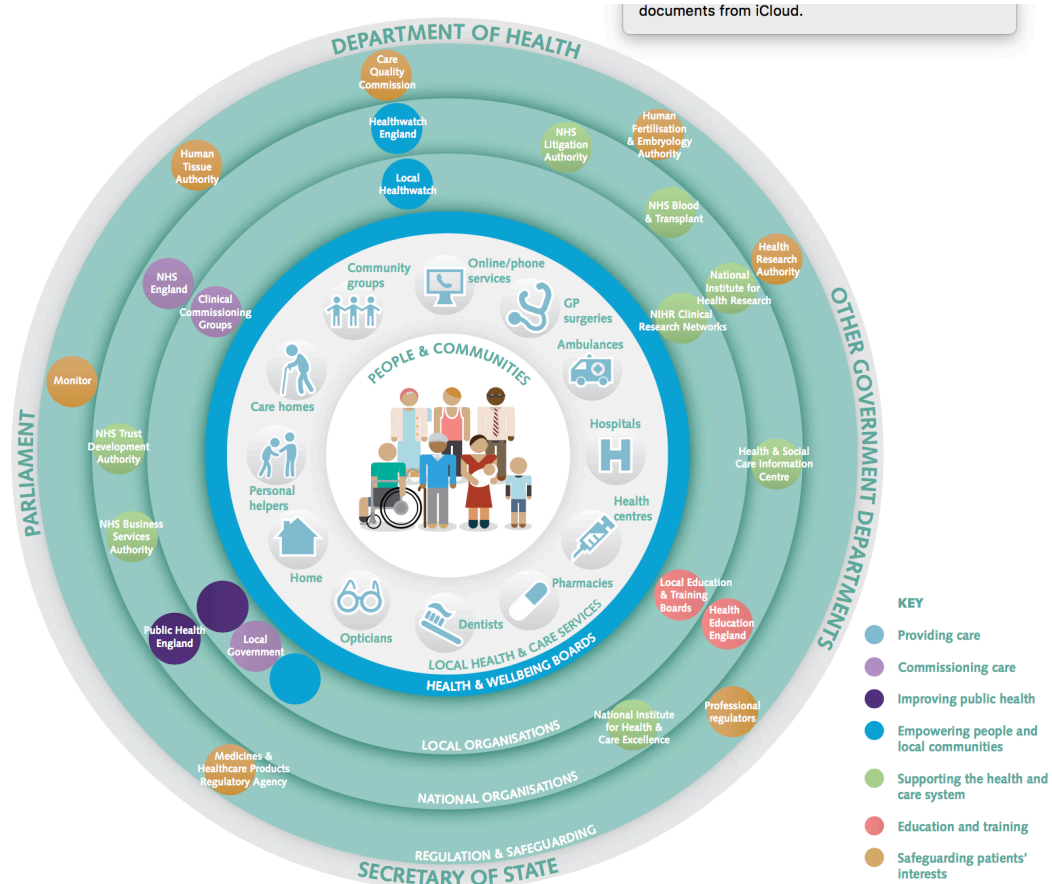 documents from iCloud.
DEPARTMENT OF HEALTH
Care
Quality
Commission
Healthwatch
England
Local
Healthwatch
Human
Tissue
Authority
NHS
Litigation
Authority
Human
Fertilisation
& Embryology
Authority
NHS Blood
& Transplant
Health
Research
Authority
National
Institute for
Health Research
NIHR Clinical
Research Networks
NHS
England
Clinical
Commissioning
Groups
Monitor
NHS Trust
Development
Authority
NHS Business
Services
Authority
PARLIAMENT
OTHER GOVERNMENT DEPARTMENTS
Community
groups
Online/phone
services
GP
surgeries
Ambulances
PEOPLE & COMMUNITIES
Care homes
Hospitals
Personal
helpers
Health
centres
Home
Pharmacies
Opticians
Dentists
LOCAL HEALTH & CARE SERVICES
HEALTH & WELLBEING BOARDS
Health & Social
Care Information
Centre
Local Education
& Training
Boards
Health
Education
England
Public Health
England
Local
Government
National Institute
for Health &
Care Excellence
Professional
regulators
Medicines &
Healthcare Products
Regulatory Agency
LOCAL ORGANISATIONS
NATIONAL ORGANISATIONS
REGULATION & SAFEGUARDING
SECRETARY OF STATE
KEY
Providing care
Commissioning care
Improving public health
Empowering people and
local communities
Supporting the health and
care system
Education and training
Safeguarding patients'
interests